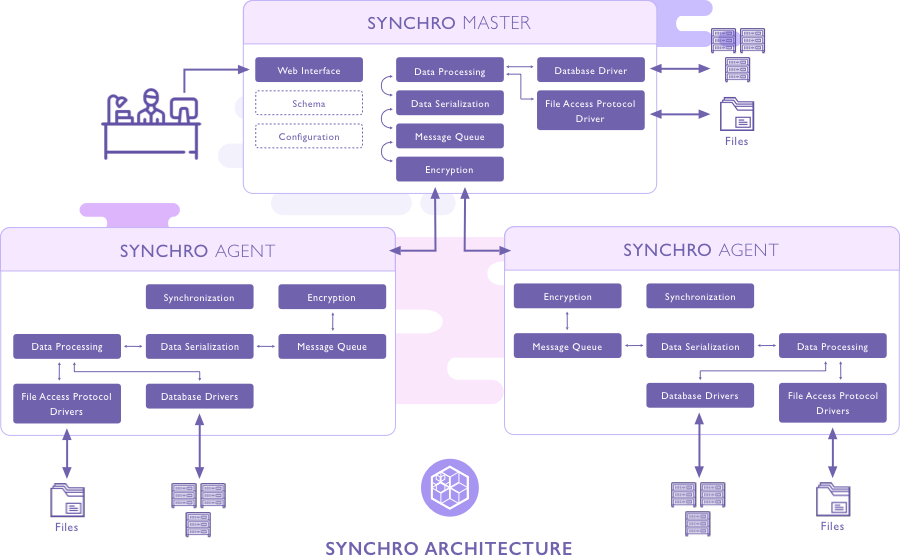 SYNCHRO MASTER
Web Interface
Schema
Configuration
Data Processing
Data Serialization
Message Queue
Encryption
Database Driver
File Access Protocol
Driver
Files
SYNCHRO AGENT
Synchronization
Encryption
Data Processing
Data Serialization
Message Queue
File Access Protocol
Drivers
Database Drivers
Files
SYNCHRO AGENT
Encryption
Synchronization
Message Queue
Data Serialization
Data Processing
Database Drivers
File Access Protocol
Drivers
Files
SYNCHRO ARCHITECTURE